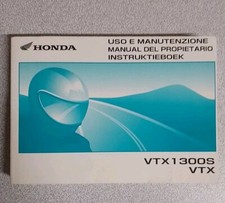 HONDA
USO E MANUTENZIONE
MANUAL DEL PROPIETARIO
INSTRUKTIEBOEK
VTX1300S
VTX